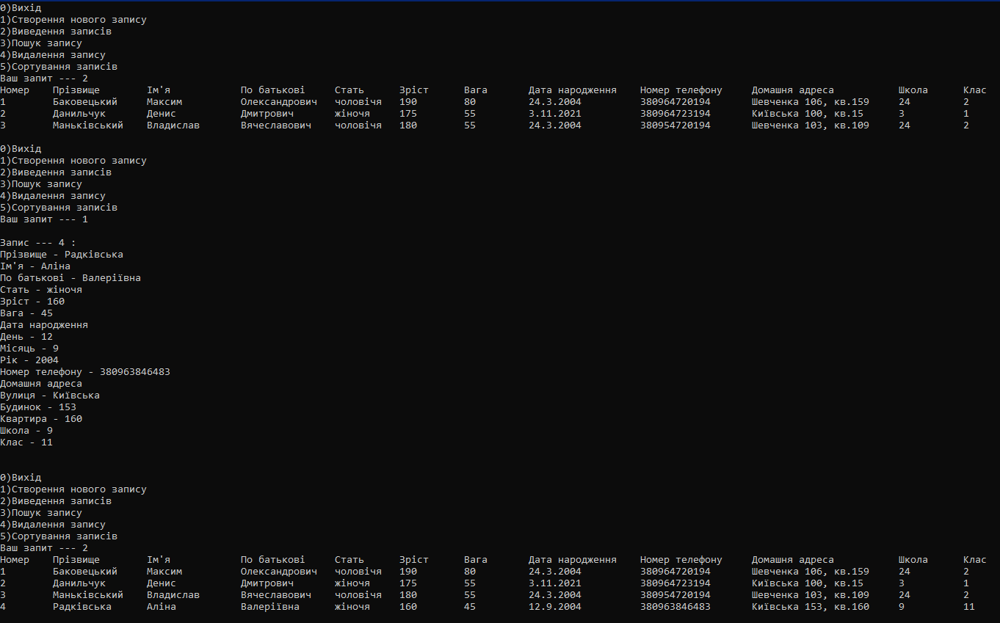 0)Вихід
1)Створення нового запису
2)Виведення записів
3)Пошук запису
4)Видалення запису
5)Сортування записів
Ваш запит --- 2
Номер Прізвище Ім'я По батькові Стать Зріст Вага Дата народження Номер телефону Домашня адреса Школа Клас
1 Баковецький Максим Олександрович чоловічя 190 80 24.3.2004 380964720194 Шевченка 106, кв.159 24 2
2 Данильчук Денис Дмитрович жіночя 175 55 3.11.2021 380964723194 Київська 100, кв.15 3 1
3 Маньківський Владислав Вячеславович чоловічя 180 55 24.3.2004 380954720194 Шевченка 103, кв.109 24 2
0)Вихід
1)Створення нового запису
2)Виведення записів
3)Пошук запису
4)Видалення запису
5)Сортування записів
Ваш запит --- 1
Запис --- 4 :
Прізвище - Радківська
Ім'я - Аліна
По батькові - Валеріївна
Стать - жіночя
Зріст - 160
Вага - 45
Дата народження
День - 12
Місяць - 9
Рік - 2004
Номер телефону - 380963846483
Домашня адреса
Вулиця - Київська
Будинок - 153
Квартира - 160
Школа - 9
Клас - 11
0)Вихід
1)Створення нового запису
2)Виведення записів
3)Пошук запису
4)Видалення запису
5)Сортування записів
Ваш запит --- 2
Номер Прізвище Ім'я По батькові Стать Зріст Вага Дата народження Номер телефону Домашня адреса Школа Клас
1 Баковецький Максим Олександрович чоловічя 190 80 24.3.2004 380964720194 Шевченка 106, кв.159 24 2
2 Данильчук Денис Дмитрович жіночя 175 55 3.11.2021 380964723194 Київська 100, кв.15 3 1
3 Маньківський Владислав Вячеславович чоловічя 180 55 24.3.2004 380954720194 Шевченка 103, кв.109 24 2
4 Радківська Аліна Валеріївна жіночя 160 45 12.9.2004 380963846483 Київська 153, кв.160 9 11